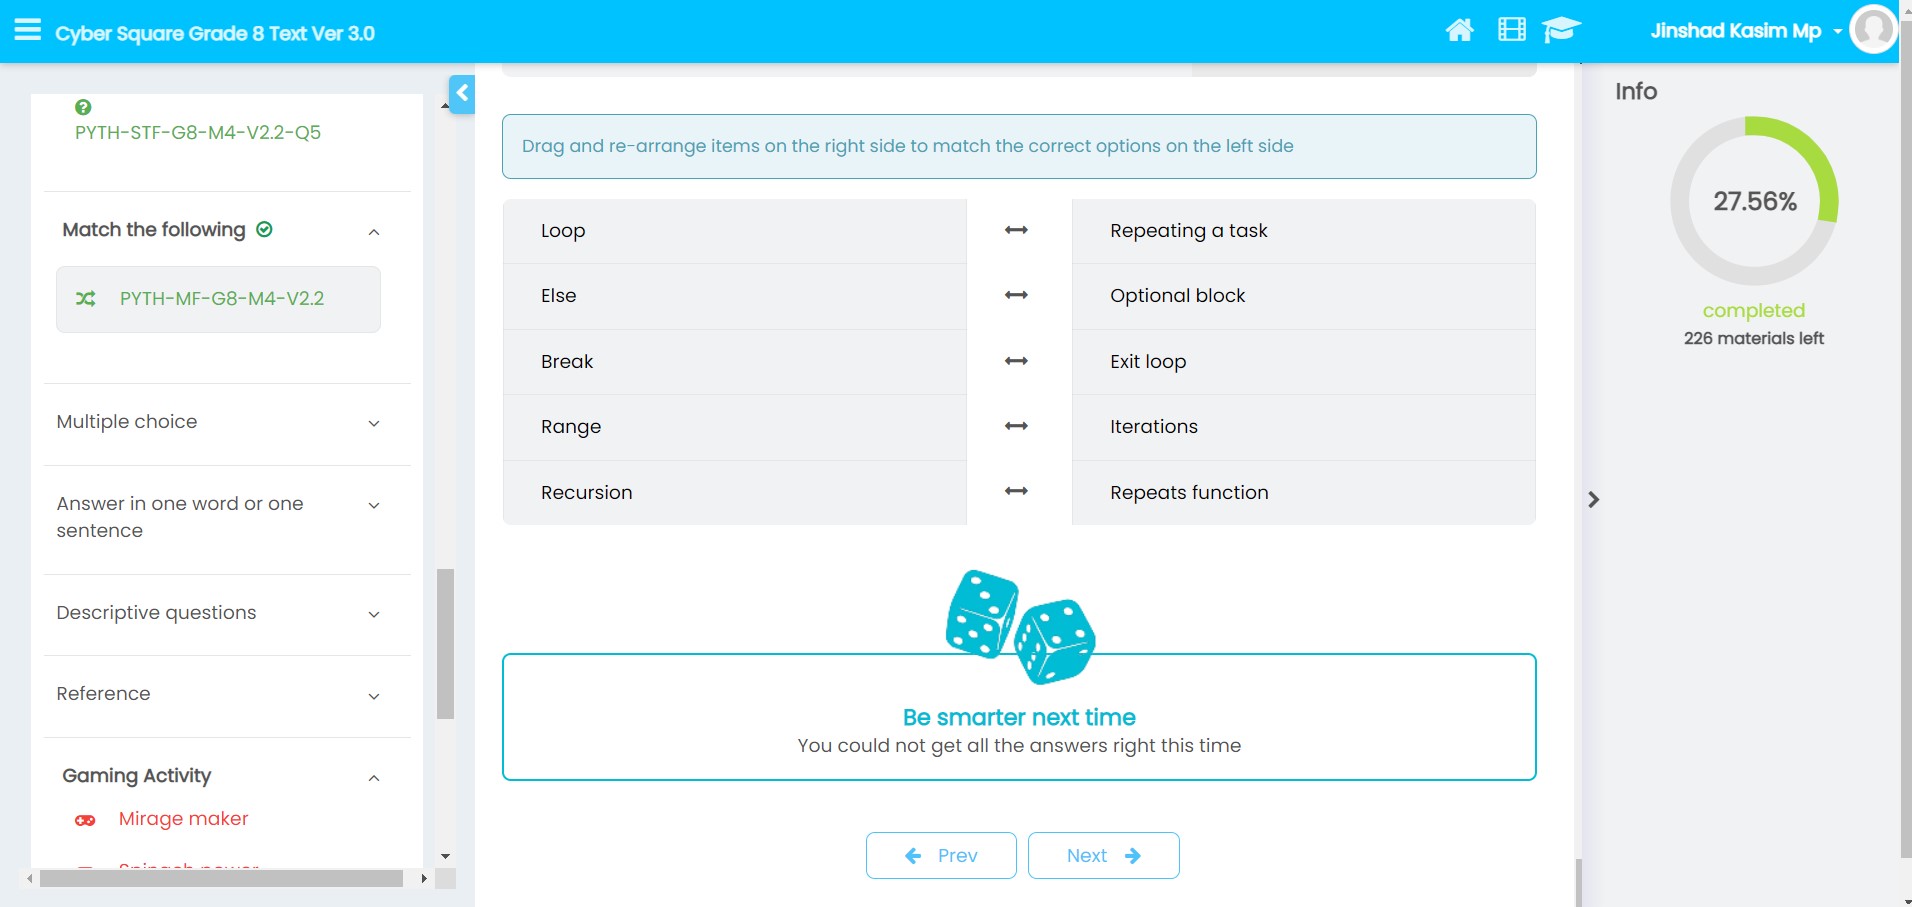 Cyber Square Grade 8 Text Ver 3.0
Jinshad Kasim Mp
PYTH-STF-G8-M4-V2.2-Q5
Match the following
PYTH-MF-G8-M4-V2.2
Multiple choice
Answer in one word or one
sentence
Descriptive questions
Reference
Gaming Activity
Mirage maker
Drag and re-arrange items on the right side to match the correct options on the left side
Loop Repeating a task
Else Optional block
Break Exit loop
Range Iterations
Recursion Repeats function
Be smarter next time
You could not get all the answers right this time
Prev Next
Info
27.56%
completed
226 materials left